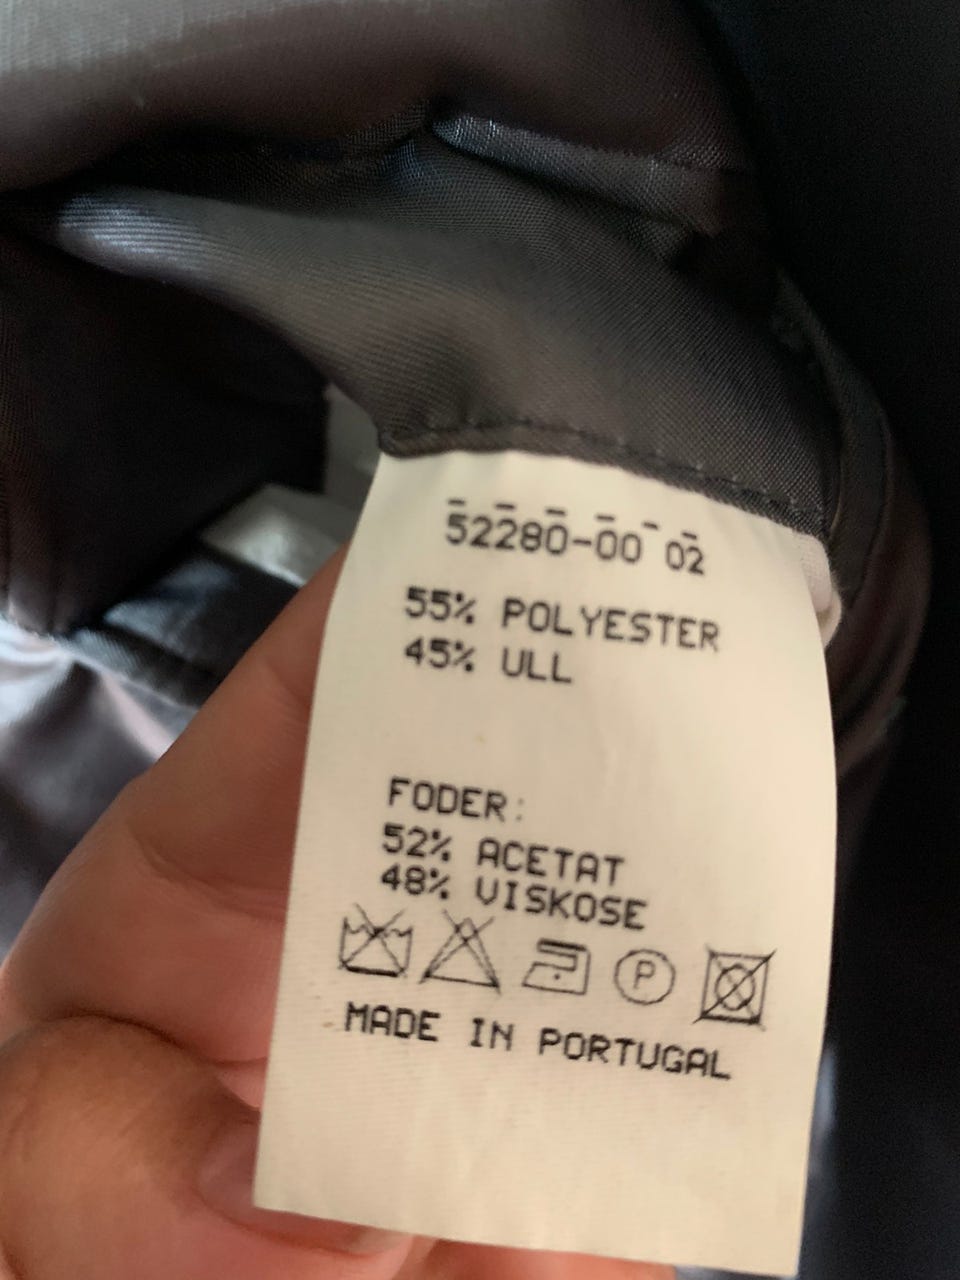 52280-00 02
55% POLYESTER
45% ULL
FODER:
52% ACETAT
48% VISKOSE
P
MADE IN PORTUGAL